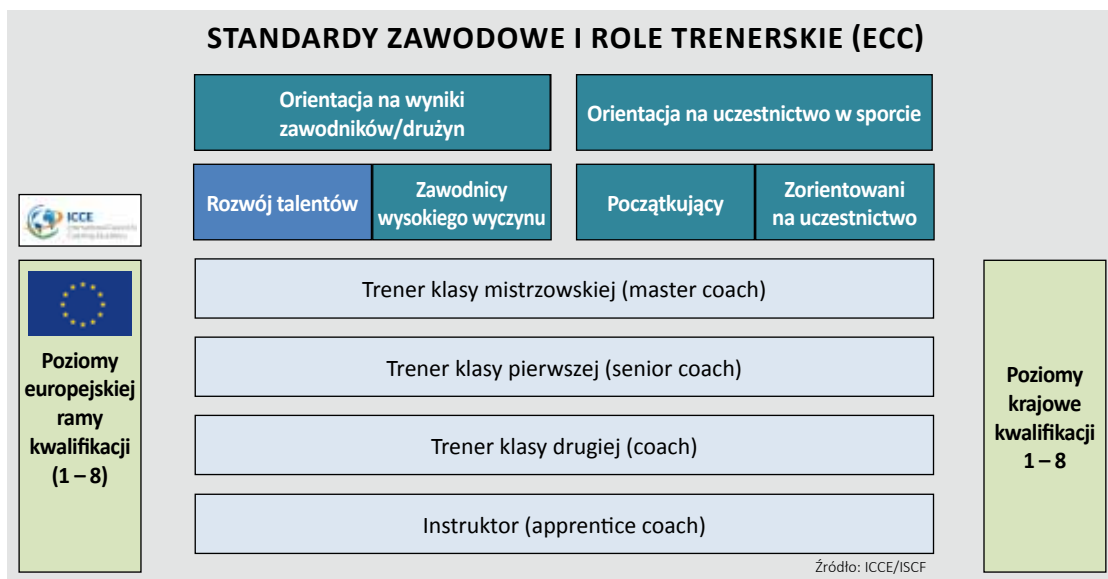 STANDARDY ZAWODOWE I ROLE TRENERSKIE (ECC)
Orientacja na wyniki
zawodników/drużyn
Orientacja na uczestnictwo w sporcie
Rozwój talentów
Zawodnicy
wysokiego wyczynu
Początkujący
Zorientowani
na uczestnictwo
ICCE
Poziomy
europejskiej
ramy
kwalifikacji
(1 – 8)
Trener klasy mistrzowskiej (master coach)
Trener klasy pierwszej (senior coach)
Trener klasy drugiej (coach)
Instruktor (apprentice coach)
Poziomy
krajowe
kwalifikacji
1 – 8
Źródło: ICCE/ISCF